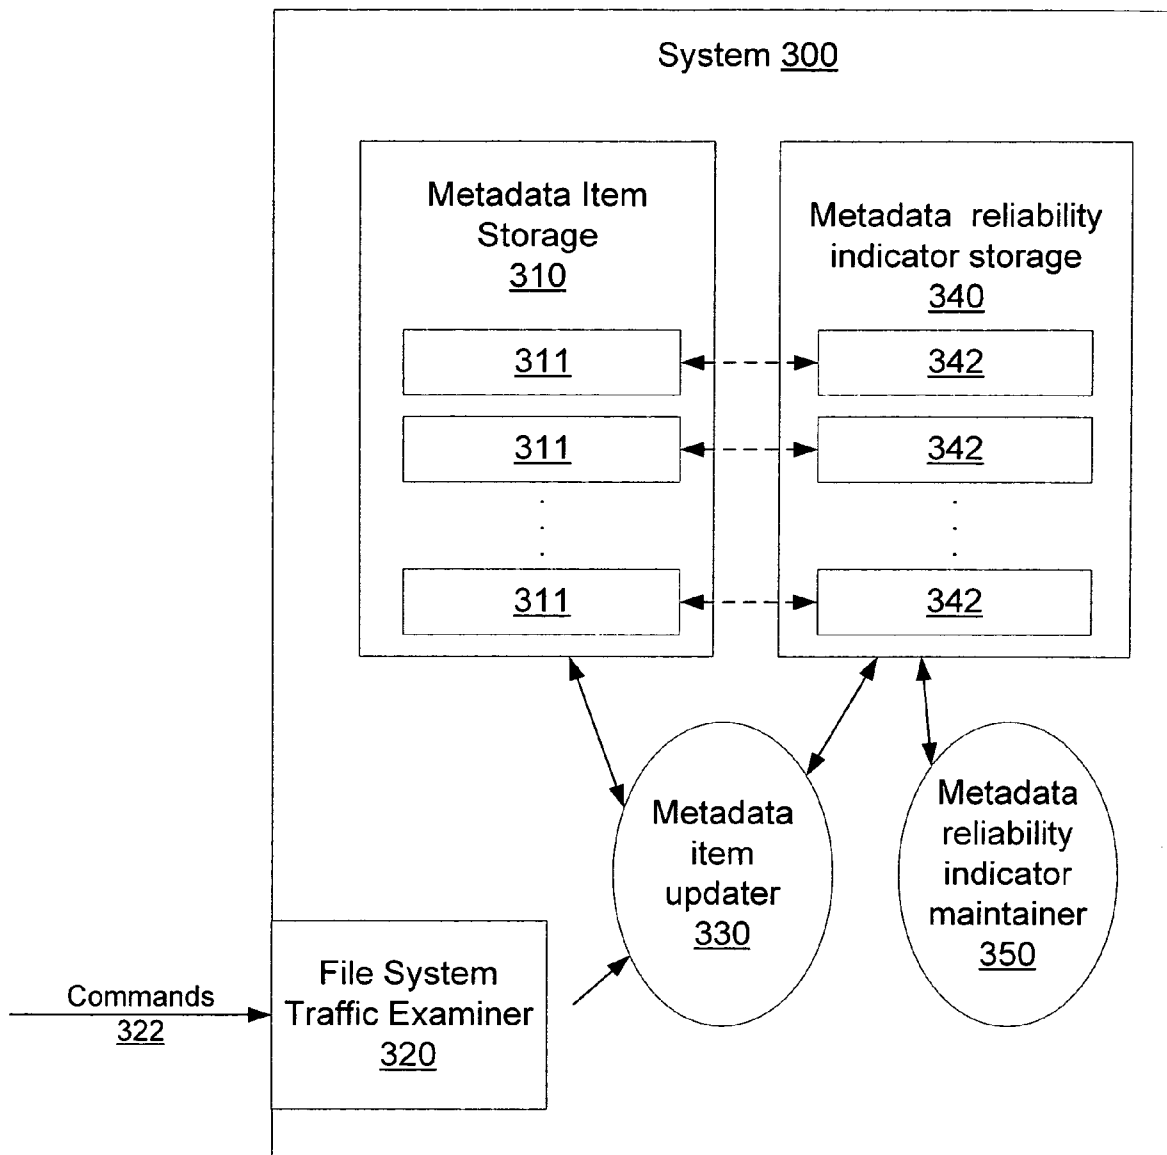 System 300
Metadata Item
Storage
310
311
311
311
Metadata reliability
indicator storage
340
342
342
342
Metadata
item
updater
330
Metadata
reliability
indicator
maintainer
350
File System
Traffic Examiner
320
Commands
322